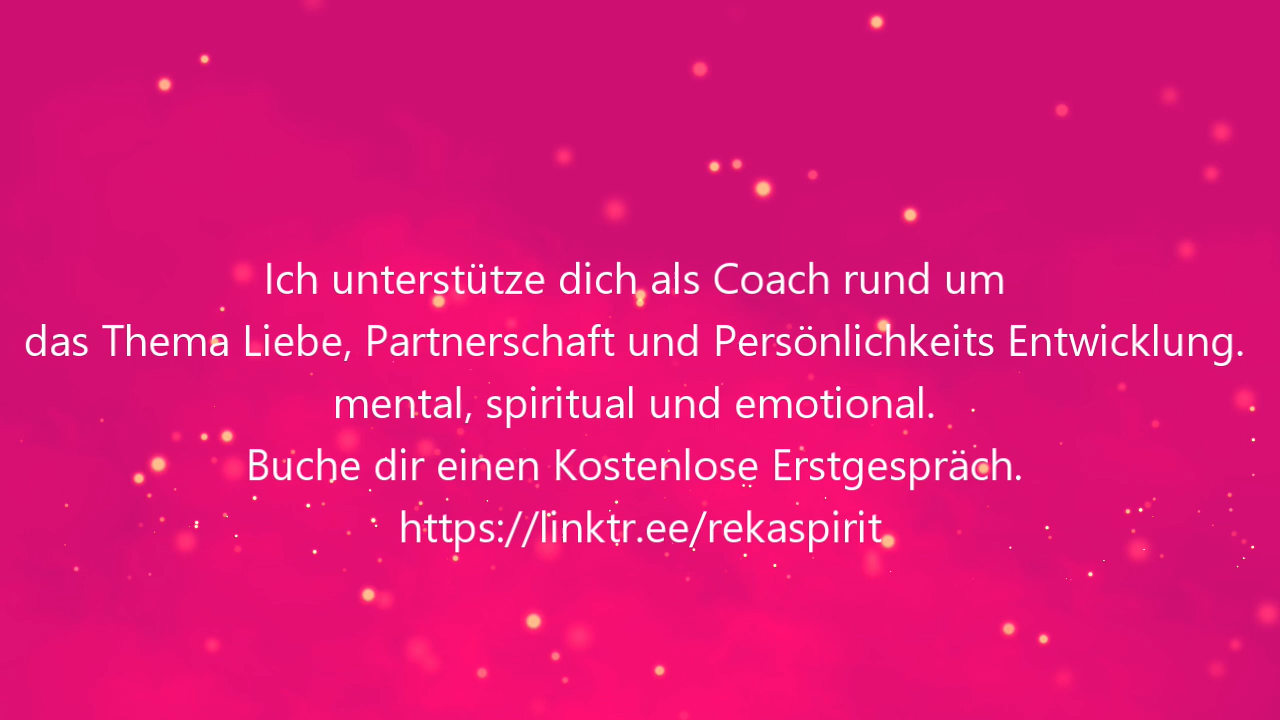 Ich unterstütze dich als Coach rund um
das Thema Liebe, Partnerschaft und Persönlichkeits Entwicklung.
mental, spiritual und emotional.
Buche dir einen Kostenlose Erstgespräch.
https://linktr.ee/rekaspirit